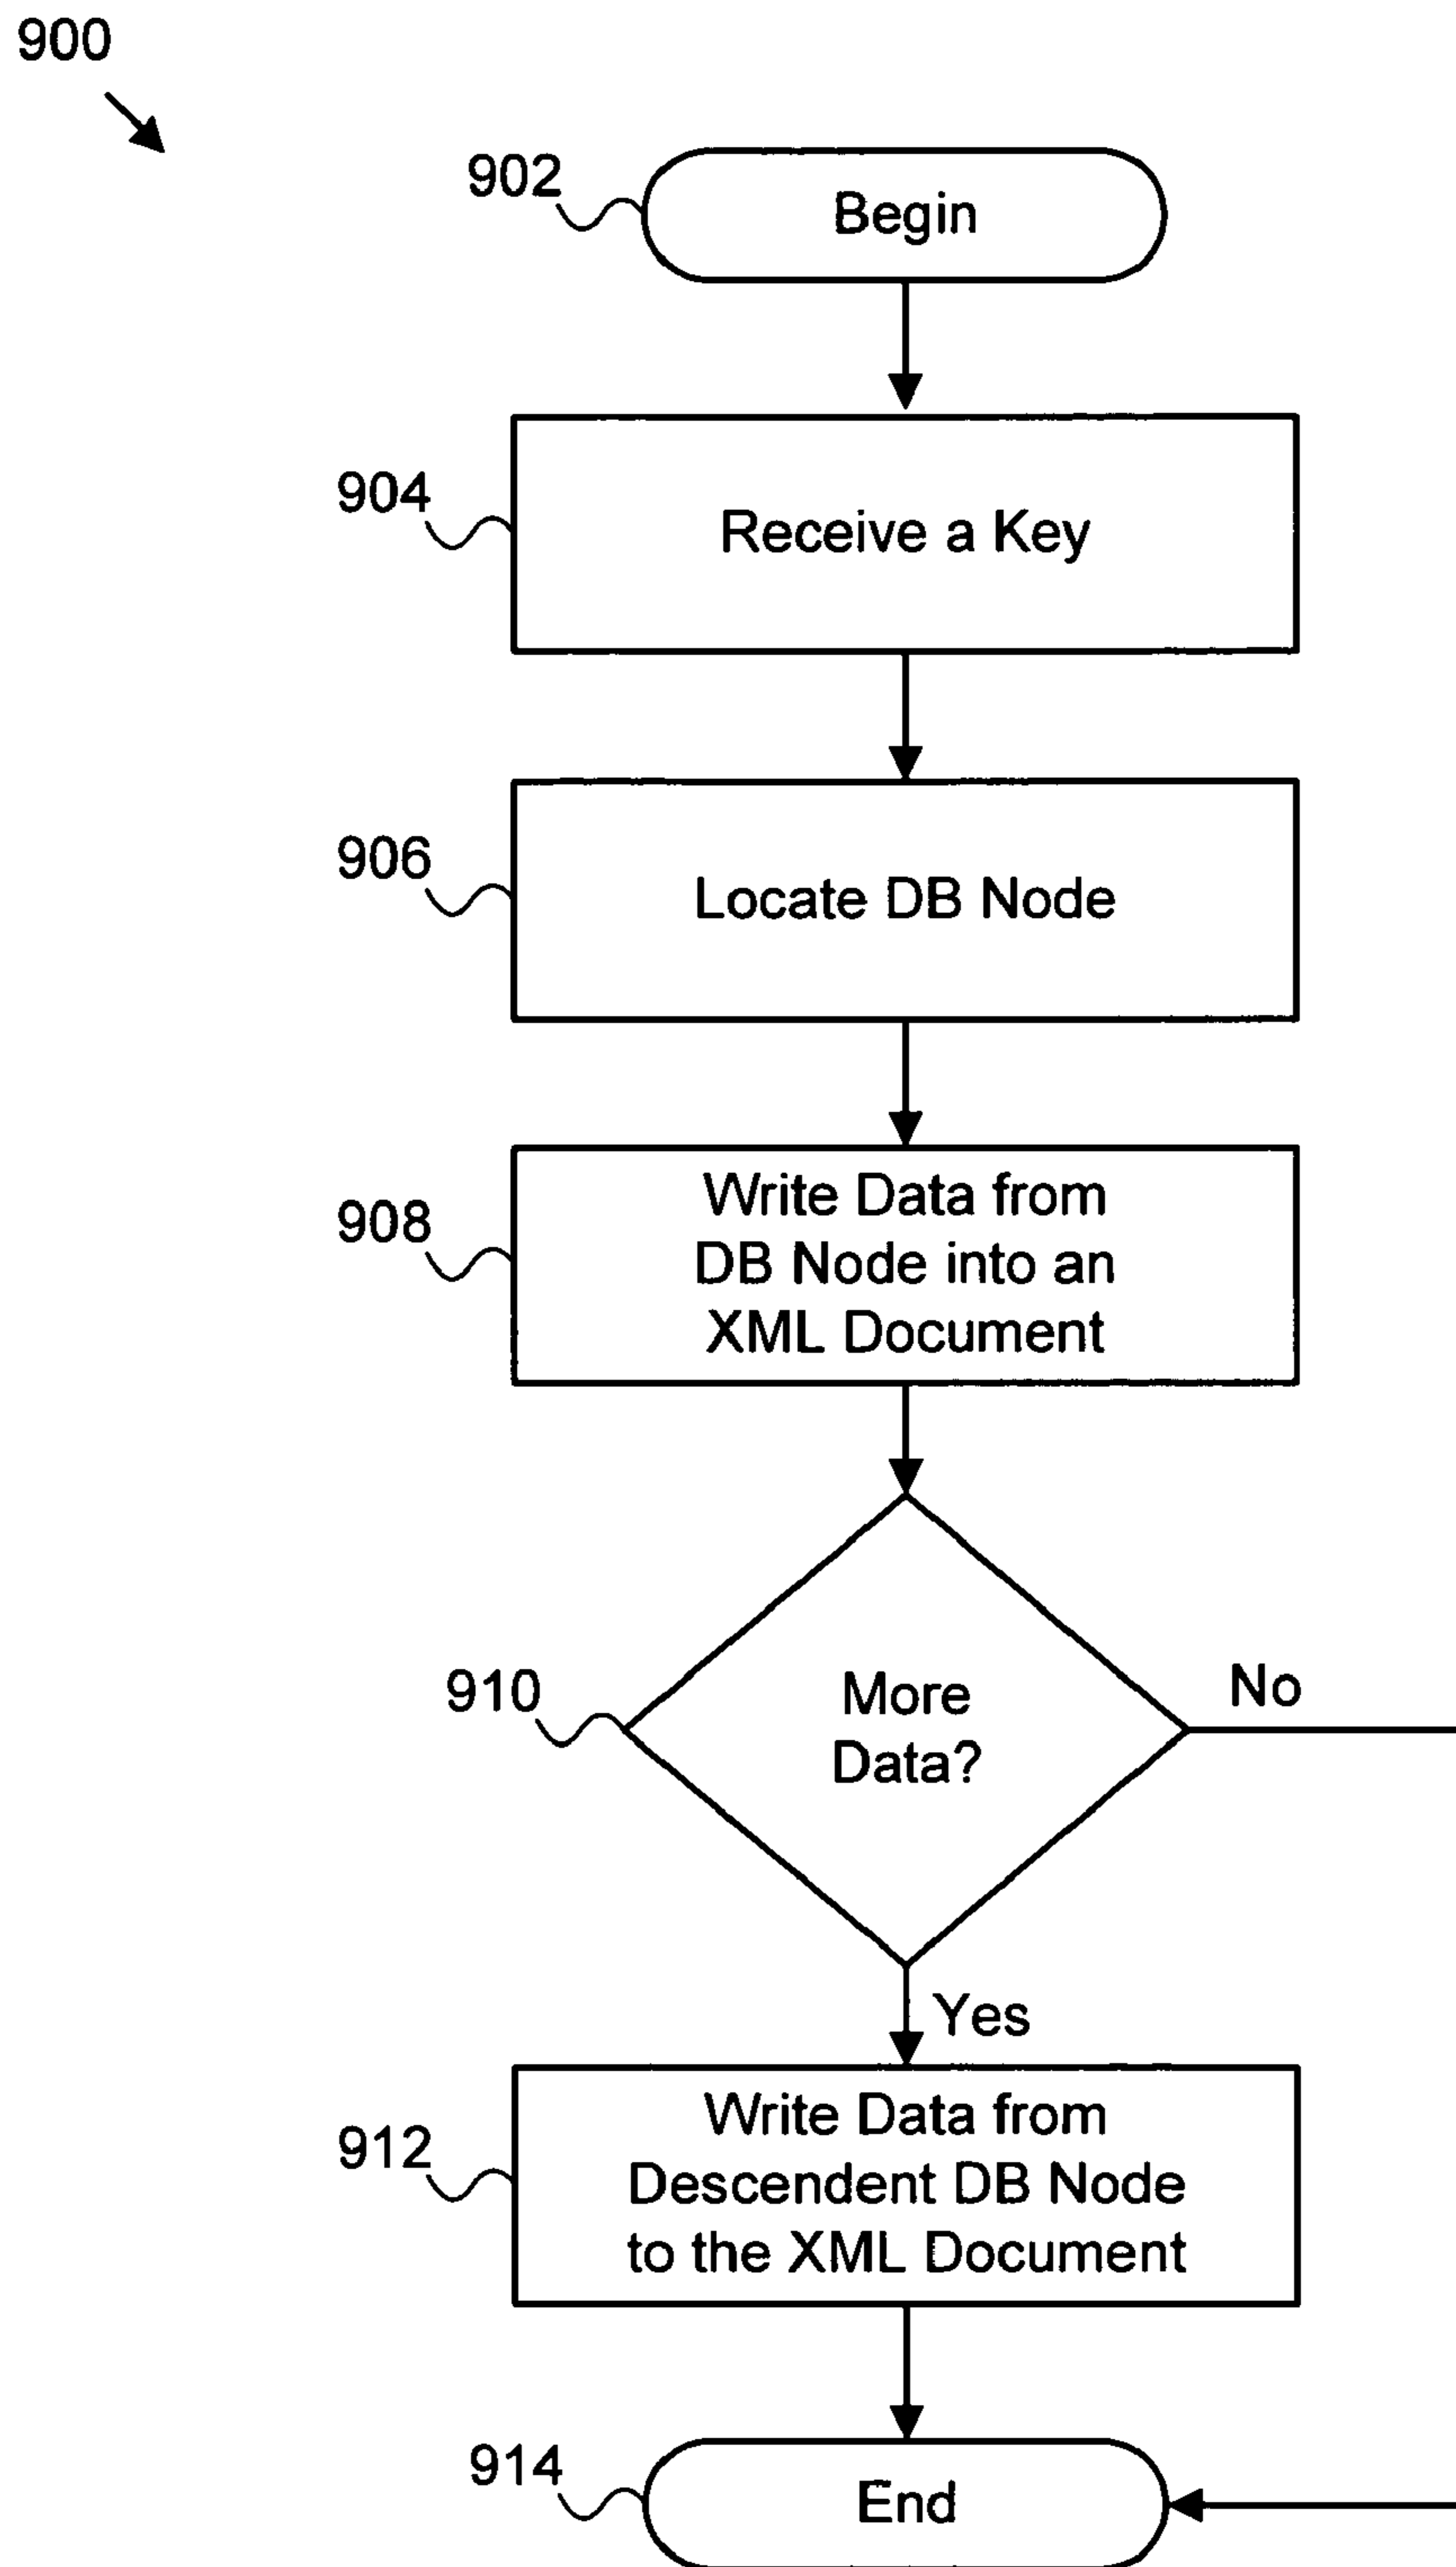 900
902
Begin
904
Receive a Key
906
Locate DB Node
908
Write Data from
DB Node into an
XML Document
910
More
Data?
No
Yes
912
Write Data from
Descendent DB Node
to the XML Document
914
End